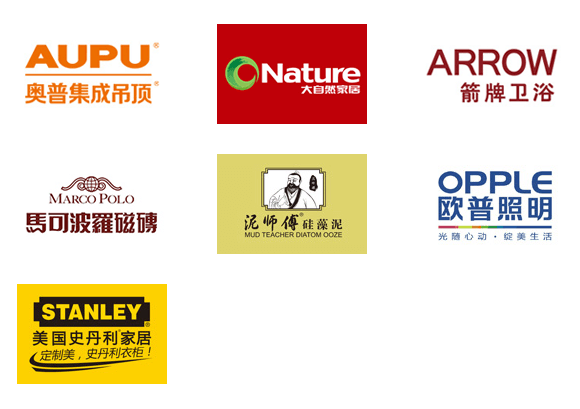 AUPU®
奥普集成吊顶®
Nature
大自然家居
ARROW
箭牌卫浴
MARCO POLO
馬可波羅磁磚
泥师傅®硅藻泥
MUD TEACHER DIATOM OOZE
OPPLE
欧普照明
光随心动·绽美生活
STANLEY®
美国史丹利家居
定制美，史丹利衣柜！